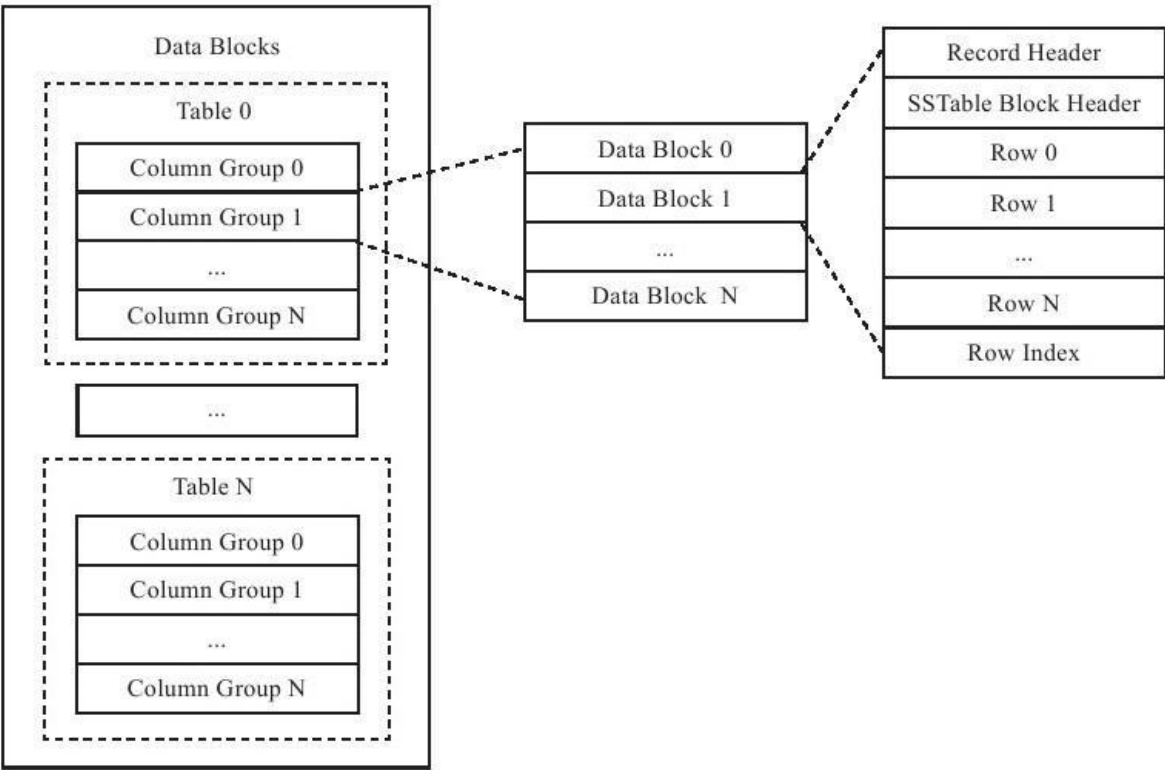 Data Blocks
Table 0
Column Group 0
Column Group 1
...
Column Group N
...
Table N
Column Group 0
Column Group 1
...
Column Group N
Data Block 0
Data Block 1
...
Data Block N
Record Header
SSTable Block Header
Row 0
Row 1
...
Row N
Row Index